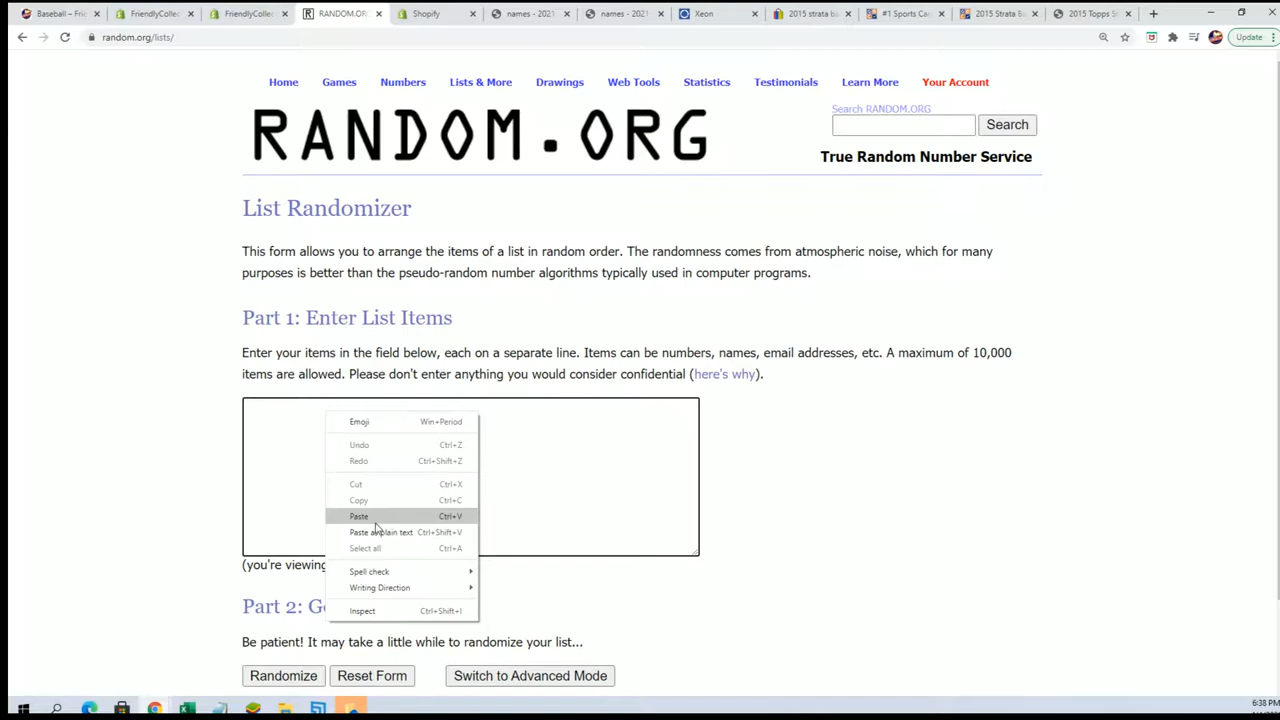 Baseball – Frie
FriendlyCollec
FriendlyCollec
RANDOM.ORG
Shopify
names - 2021
names - 2021
Xeon
2015 strata ba
#1 Sports Car
2015 Strata Ba
2015 Topps S
random.org/lists/
Update
Home Games Numbers Lists & More Drawings Web Tools Statistics Testimonials Learn More Your Account
RANDOM.ORG
Search RANDOM.ORG
Search
True Random Number Service
List Randomizer
This form allows you to arrange the items of a list in random order. The randomness comes from atmospheric noise, which for many
purposes is better than the pseudo-random number algorithms typically used in computer programs.
Part 1: Enter List Items
Enter your items in the field below, each on a separate line. Items can be numbers, names, email addresses, etc. A maximum of 10,000
items are allowed. Please don't enter anything you would consider confidential (here's why).
Emoji Win+Period
Undo Ctrl+Z
Redo Ctrl+Shift+Z
Cut Ctrl+X
Copy Ctrl+C
Paste Ctrl+V
Paste as plain text Ctrl+Shift+V
Select all Ctrl+A
Spell check
Writing Direction
Inspect Ctrl+Shift+I
(you're viewing
Part 2: G
Be patient! It may take a little while to randomize your list...
Randomize Reset Form Switch to Advanced Mode
6:38 PM